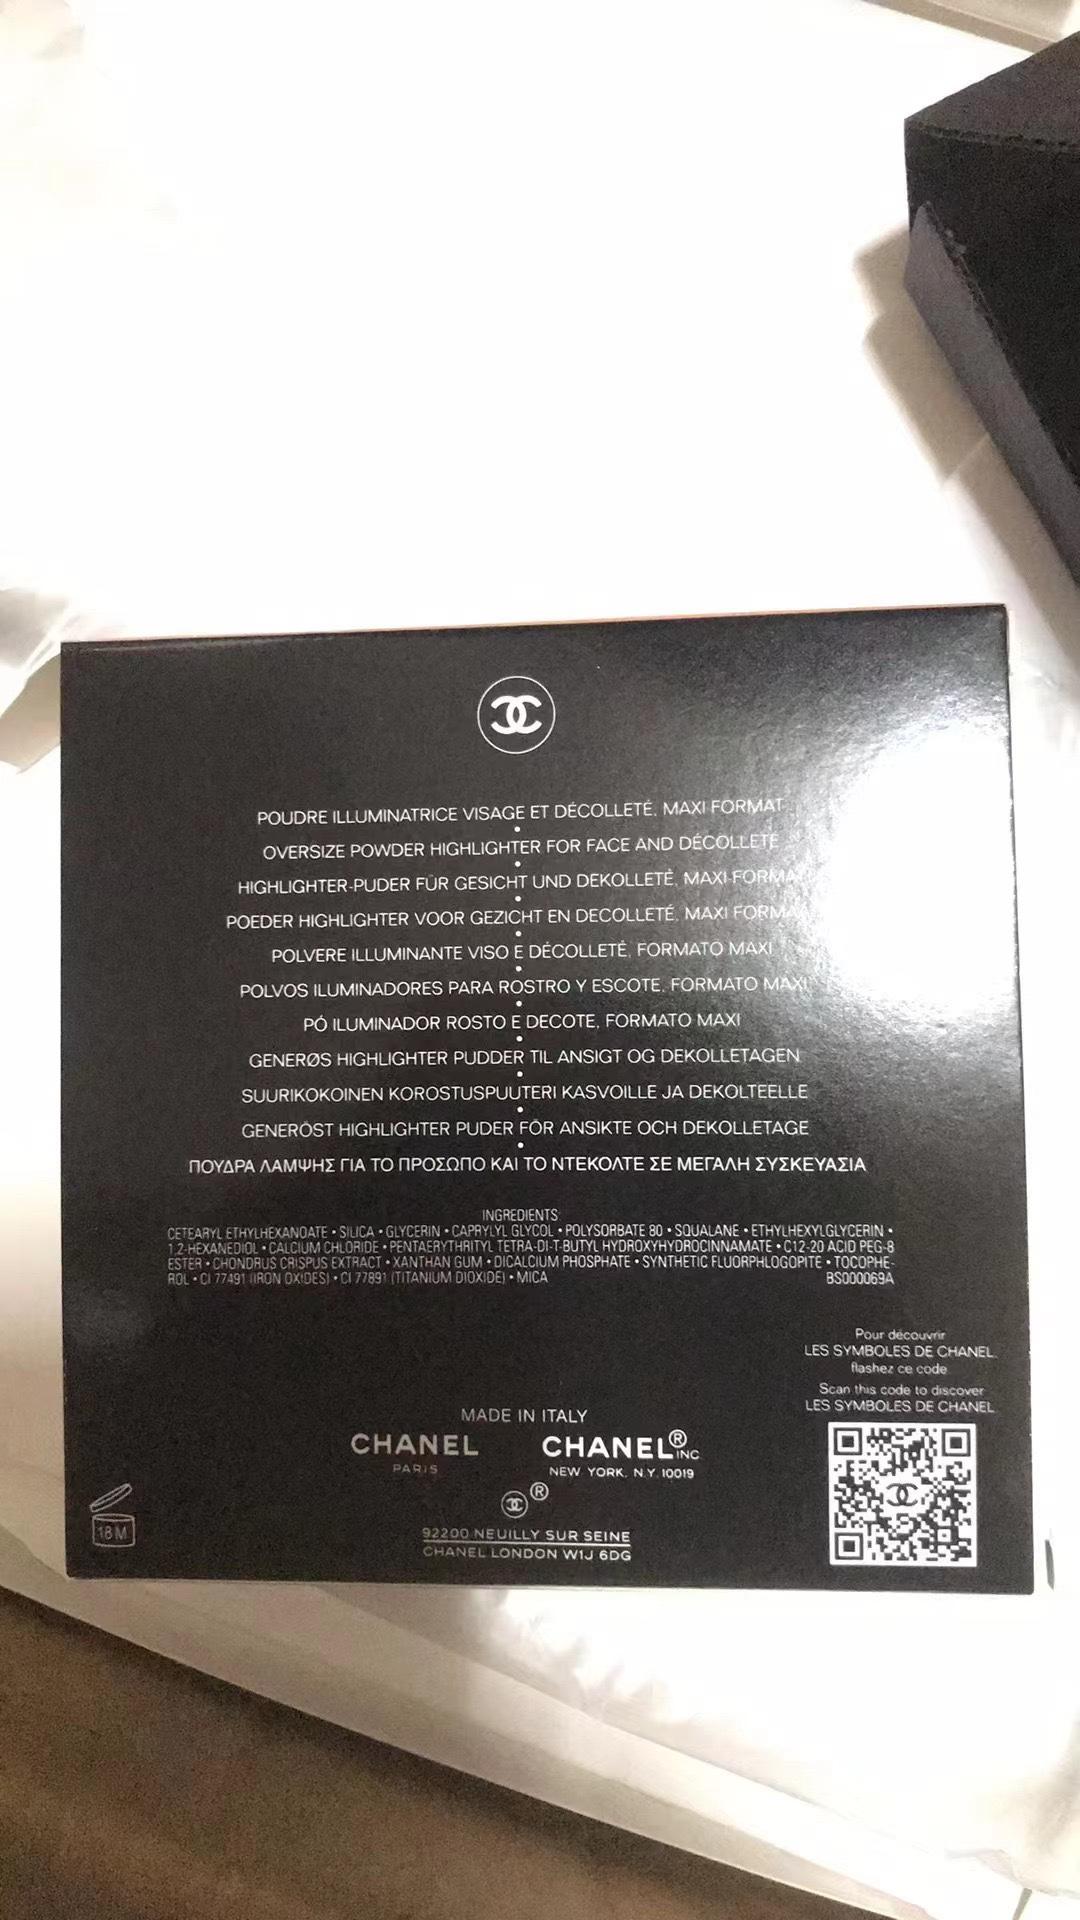 POUDRE ILLUMINATRICE VISAGE ET DÉCOLLETÉ, MAXI FORMAT
•
OVERSIZE POWDER HIGHLIGHTER FOR FACE AND DÉCOLLETÉ
•
HIGHLIGHTER-PUDER FÜR GESICHT UND DEKOLLETÉ, MAXI FORMAT
•
POEDER HIGHLIGHTER VOOR GEZICHT EN DECOLLETÉ, MAXI FORMAAT
•
POLVERE ILLUMINANTE VISO E DÉCOLLETÉ, FORMATO MAXI
•
POLVOS ILUMINADORES PARA ROSTRO Y ESCOTE, FORMATO MAXI
•
PÓ ILUMINADOR ROSTO E DECOTE, FORMATO MAXI
•
GENERØS HIGHLIGHTER PUDDER TIL ANSIGT OG DEKOLLETAGEN
•
SUURIKOKOINEN KOROSTUSPUUTERI KASVOILLE JA DEKOLTEELLE
•
GENERÖST HIGHLIGHTER PUDER FÖR ANSIKTE OCH DEKOLLETAGE
•
ΠΟΥΔΡΑ ΛΑΜΨΗΣ ΓΙΑ ΤΟ ΠΡΟΣΩΠΟ ΚΑΙ ΤΟ ΝΤΕΚΟΛΤΕ ΣΕ ΜΕΓΑΛΗ ΣΥΣΚΕΥΑΣΙΑ
INGREDIENTS:
CETEARYL ETHYLHEXANOATE • SILICA • GLYCERIN • CAPRYLYL GLYCOL • POLYSORBATE 80 • SQUALANE • ETHYLHEXYLGLYCERIN •
1,2-HEXANEDIOL • CALCIUM CHLORIDE • PENTAERYTHRITYL TETRA-DI-T-BUTYL HYDROXYHYDROCINNAMATE • C12-20 ACID PEG-8
ESTER • CHONDRUS CRISPUS EXTRACT • XANTHAN GUM • DICALCIUM PHOSPHATE • SYNTHETIC FLUORPHLOGOPITE • TOCOPHE-
ROL • CI 77491 (IRON OXIDES) • CI 77891 (TITANIUM DIOXIDE) • MICA BS000069A
Pour découvrir
LES SYMBOLES DE CHANEL,
flashez ce code
Scan this code to discover
LES SYMBOLES DE CHANEL
MADE IN ITALY
CHANEL
PARIS
CHANEL® INC
NEW YORK, N.Y. 10019
®
92200 NEUILLY SUR SEINE
CHANEL LONDON W1J 6DG
18 M